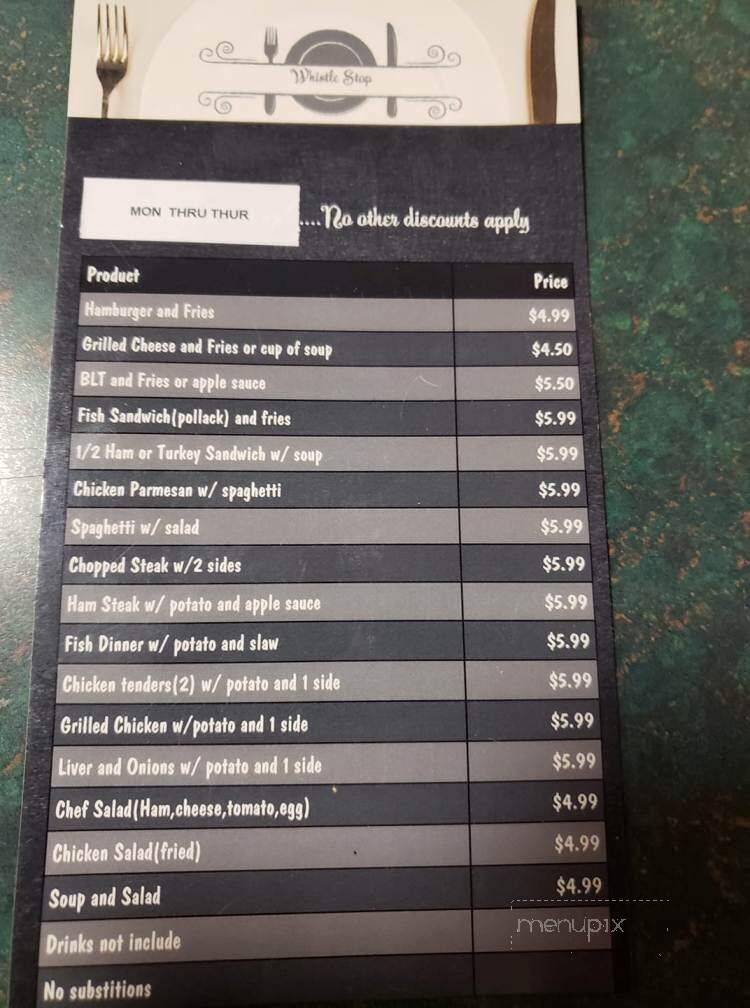 Whistle Stop
MON THRU THUR ....No other discounts apply
Product Price
Hamburger and Fries $4.99
Grilled Cheese and Fries or cup of soup $4.50
BLT and Fries or apple sauce $5.50
Fish Sandwich(pollack) and fries $5.99
1/2 Ham or Turkey Sandwich w/ soup $5.99
Chicken Parmesan w/ spaghetti $5.99
Spaghetti w/ salad $5.99
Chopped Steak w/2 sides $5.99
Ham Steak w/ potato and apple sauce $5.99
Fish Dinner w/ potato and slaw $5.99
Chicken tenders(2) w/ potato and 1 side $5.99
Grilled Chicken w/potato and 1 side $5.99
Liver and Onions w/ potato and 1 side $5.99
Chef Salad(Ham,cheese,tomato,egg) $4.99
Chicken Salad(fried) $4.99
Soup and Salad $4.99
Drinks not include
No substitions
menupix